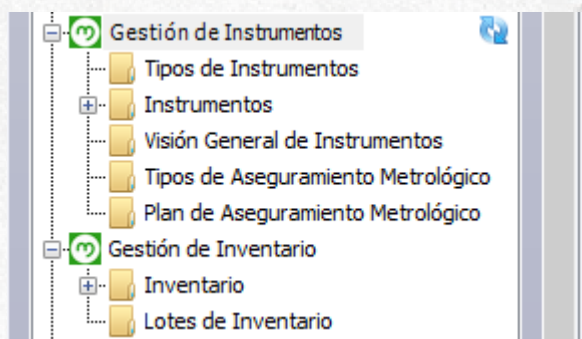 Gestión de Instrumentos
Tipos de Instrumentos
Instrumentos
Visión General de Instrumentos
Tipos de Aseguramiento Metrológico
Plan de Aseguramiento Metrológico
Gestión de Inventario
Inventario
Lotes de Inventario